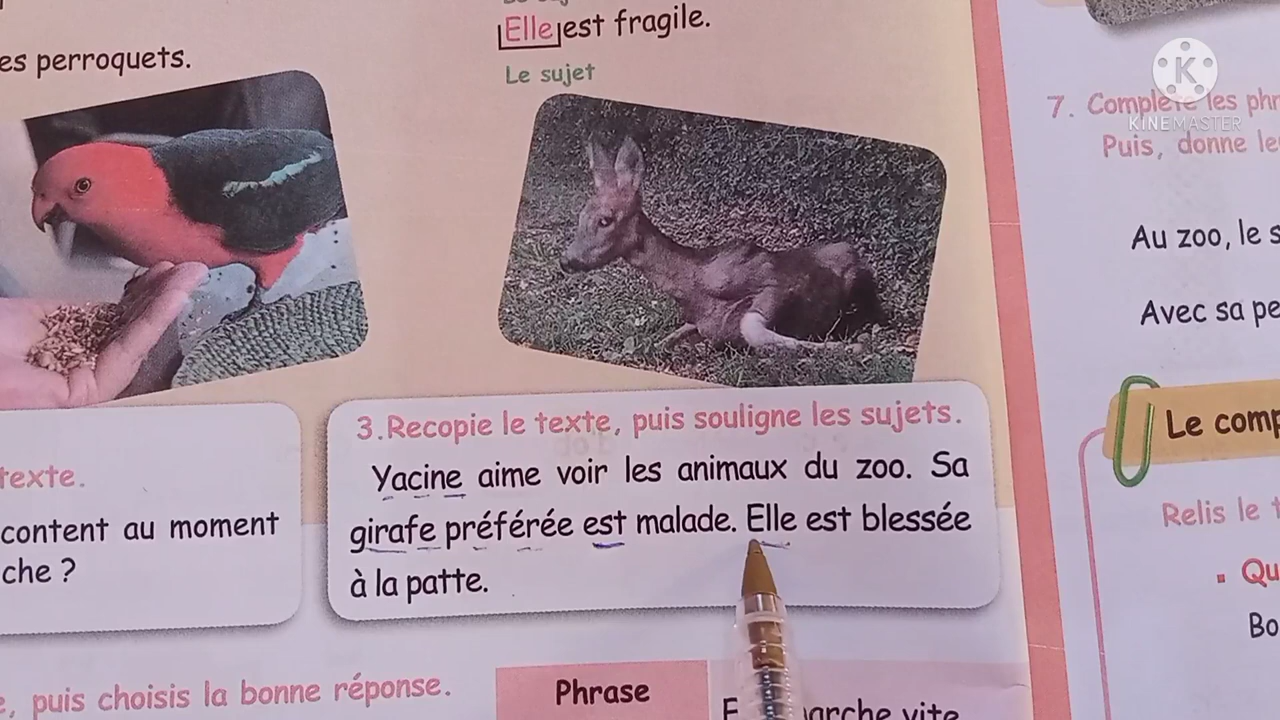 Elle est fragile.
es perroquets.
Le sujet
3.Recopie le texte, puis souligne les sujets.
Yacine aime voir les animaux du zoo. Sa
girafe préférée est malade. Elle est blessée
à la patte.
texte.
content au moment
che ?
, puis choisis la bonne réponse.
Phrase
vite
7. Complète les phr
Puis, donne le
Au zoo, le s
Avec sa pe
Le comp
Relis le t
Qu
Bo
K
KINEMASTER